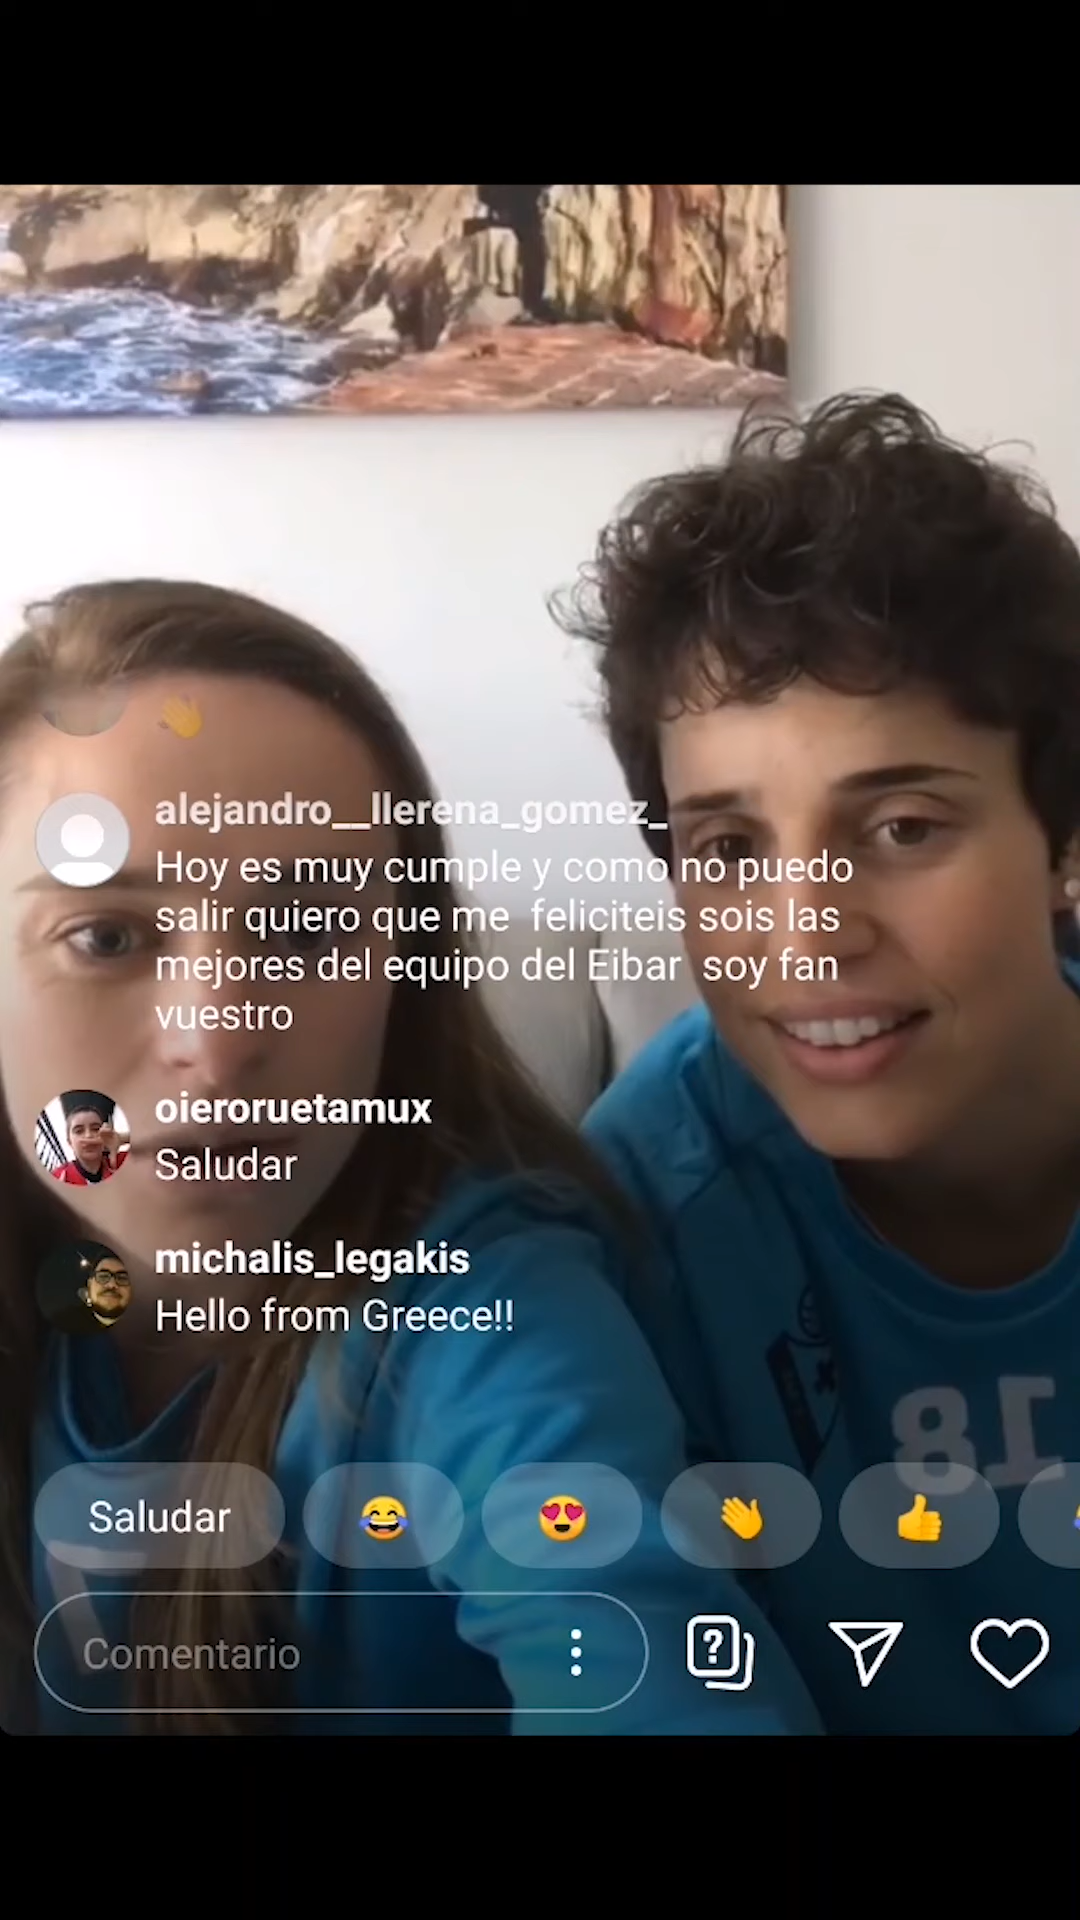 alejandro__llerena_gomez_
Hoy es muy cumple y como no puedo
salir quiero que me  feliciteis sois las
mejores del equipo del Eibar  soy fan
vuestro
oieroruetamux
Saludar
michalis_legakis
Hello from Greece!!
18
Saludar
7
Comentario